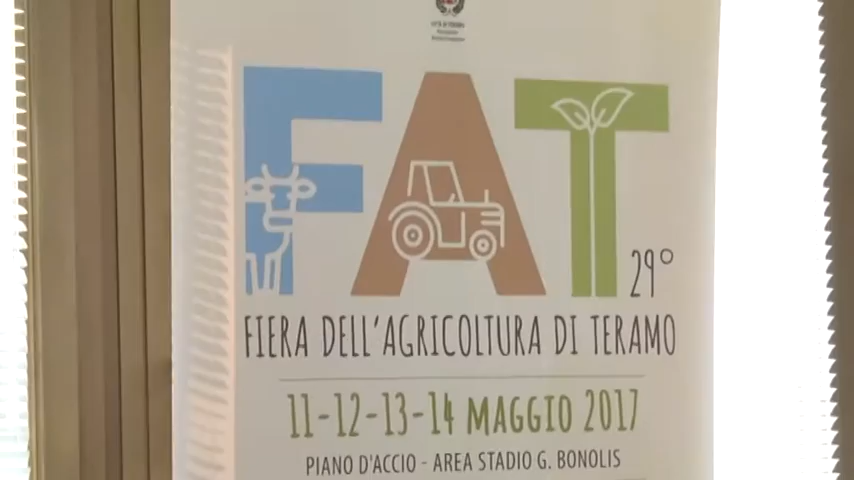 FAT
29°
FIERA DELL'AGRICOLTURA DI TERAMO
11-12-13-14 MAGGIO 2017
PIANO D'ACCIO - AREA STADIO G. BONOLIS